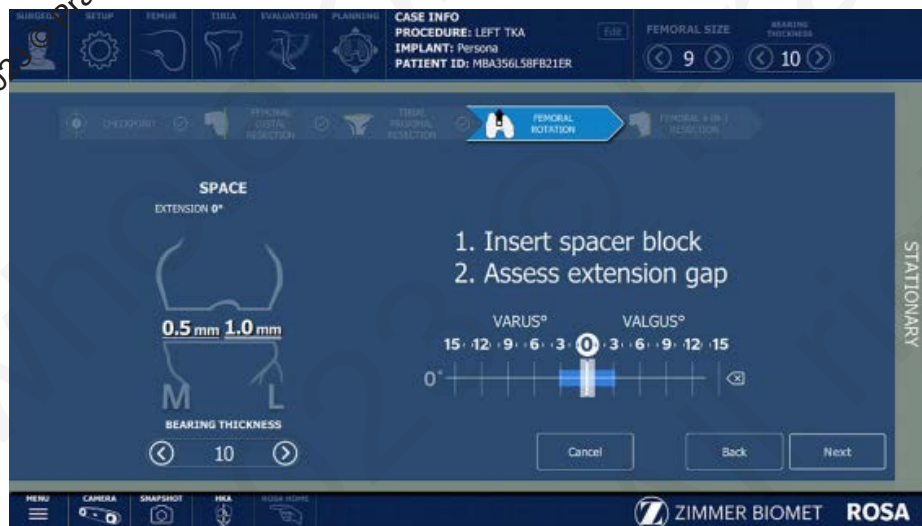 SURGEON
SETUP
FEMUR
TIBIA
EVALUATION
PLANNING
CASE INFO
PROCEDURE: LEFT TKA
IMPLANT: Persona
PATIENT ID: MBA356L58FB21ER
Edit
FEMORAL SIZE
9
BEARING
THICKNESS
10
CHECKPOINT
FEMORAL
DISTAL
RESECTION
TIBIAL
PROXIMAL
RESECTION
FEMORAL
ROTATION
FEMORAL 4-IN-1
RESECTION
SPACE
EXTENSION 0°
0.5 mm 1.0 mm
M L
BEARING THICKNESS
10
1. Insert spacer block
2. Assess extension gap
VARUS° VALGUS°
15 12 9 6 3 0 3 6 9 12 15
0°
Cancel
Back
Next
STATIONARY
MENU
CAMERA
SNAPSHOT
HKA
ROSA HOME
ZIMMER BIOMET
ROSA